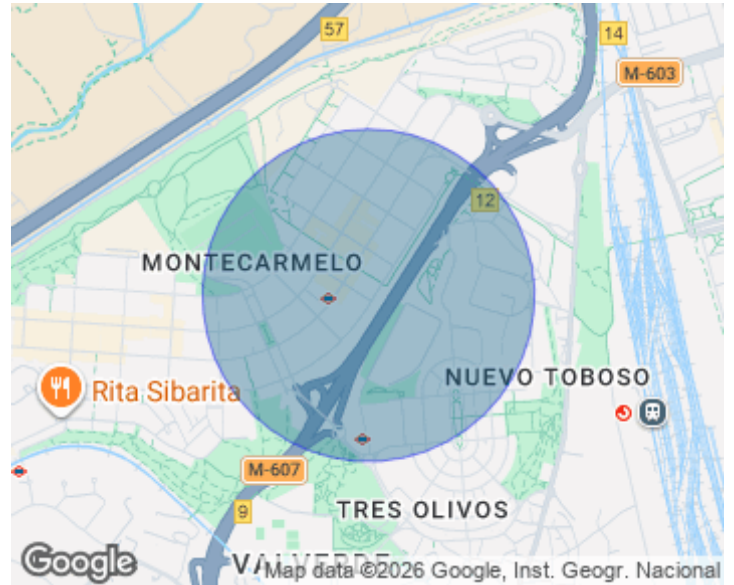 57
14
M-603
12
MONTECARMELO
NUEVO TOBOSO
Rita Sibarita
M-607
9
TRES OLIVOS
VALVERDE
Google
Map data ©2026 Google, Inst. Geogr. Nacional